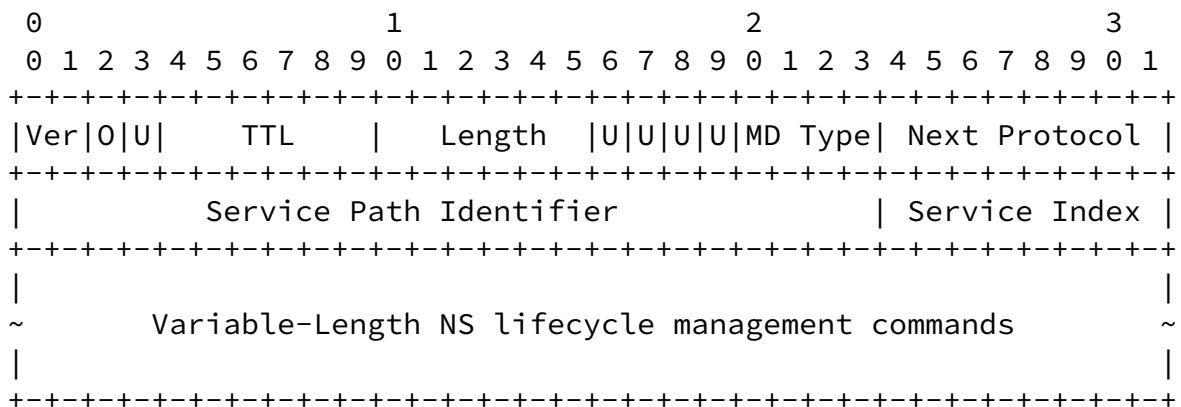 0                   1                   2                   3
 0 1 2 3 4 5 6 7 8 9 0 1 2 3 4 5 6 7 8 9 0 1 2 3 4 5 6 7 8 9 0 1
+-+-+-+-+-+-+-+-+-+-+-+-+-+-+-+-+-+-+-+-+-+-+-+-+-+-+-+-+-+-+-+-+
|Ver|O|U|    TTL    |   Length  |U|U|U|U|MD Type| Next Protocol |
+-+-+-+-+-+-+-+-+-+-+-+-+-+-+-+-+-+-+-+-+-+-+-+-+-+-+-+-+-+-+-+-+
|          Service Path Identifier              | Service Index |
+-+-+-+-+-+-+-+-+-+-+-+-+-+-+-+-+-+-+-+-+-+-+-+-+-+-+-+-+-+-+-+-+
|                                                               |
~       Variable-Length NS lifecycle management commands        ~
|                                                               |
+-+-+-+-+-+-+-+-+-+-+-+-+-+-+-+-+-+-+-+-+-+-+-+-+-+-+-+-+-+-+-+-+